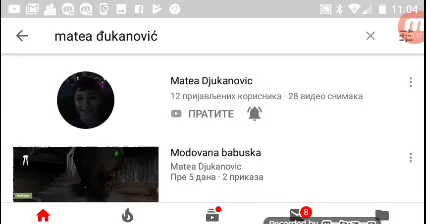 11.04
matea đukanović
Matea Djukanovic
12 пријављених корисника · 28 видео снимака
ПРАТИТЕ
Modovana babuska
Matea Djukanovic
Пре 5 дана · 2 приказа
8
Recorded by